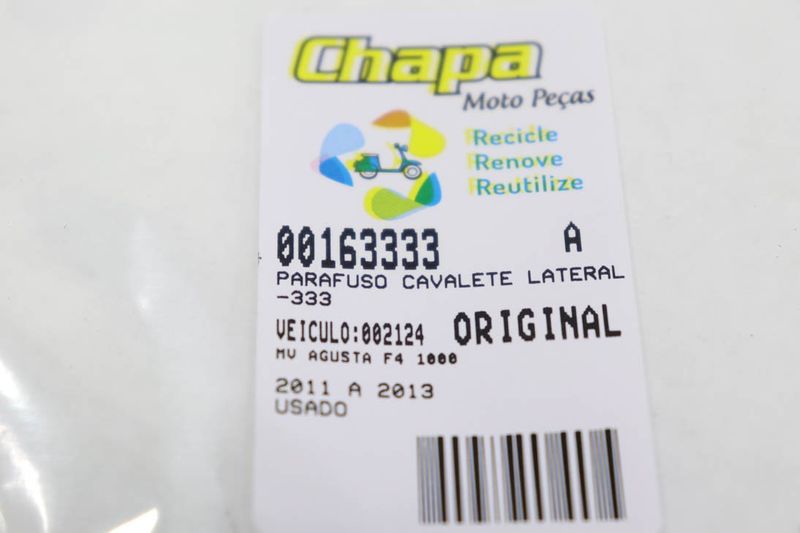 Chapa
Moto Peças
Recicle
Renove
Reutilize
00163333 A
PARAFUSO CAVALETE LATERAL
-333
VEICULO:002124 ORIGINAL
MV AGUSTA F4 1000
2011 A 2013
USADO